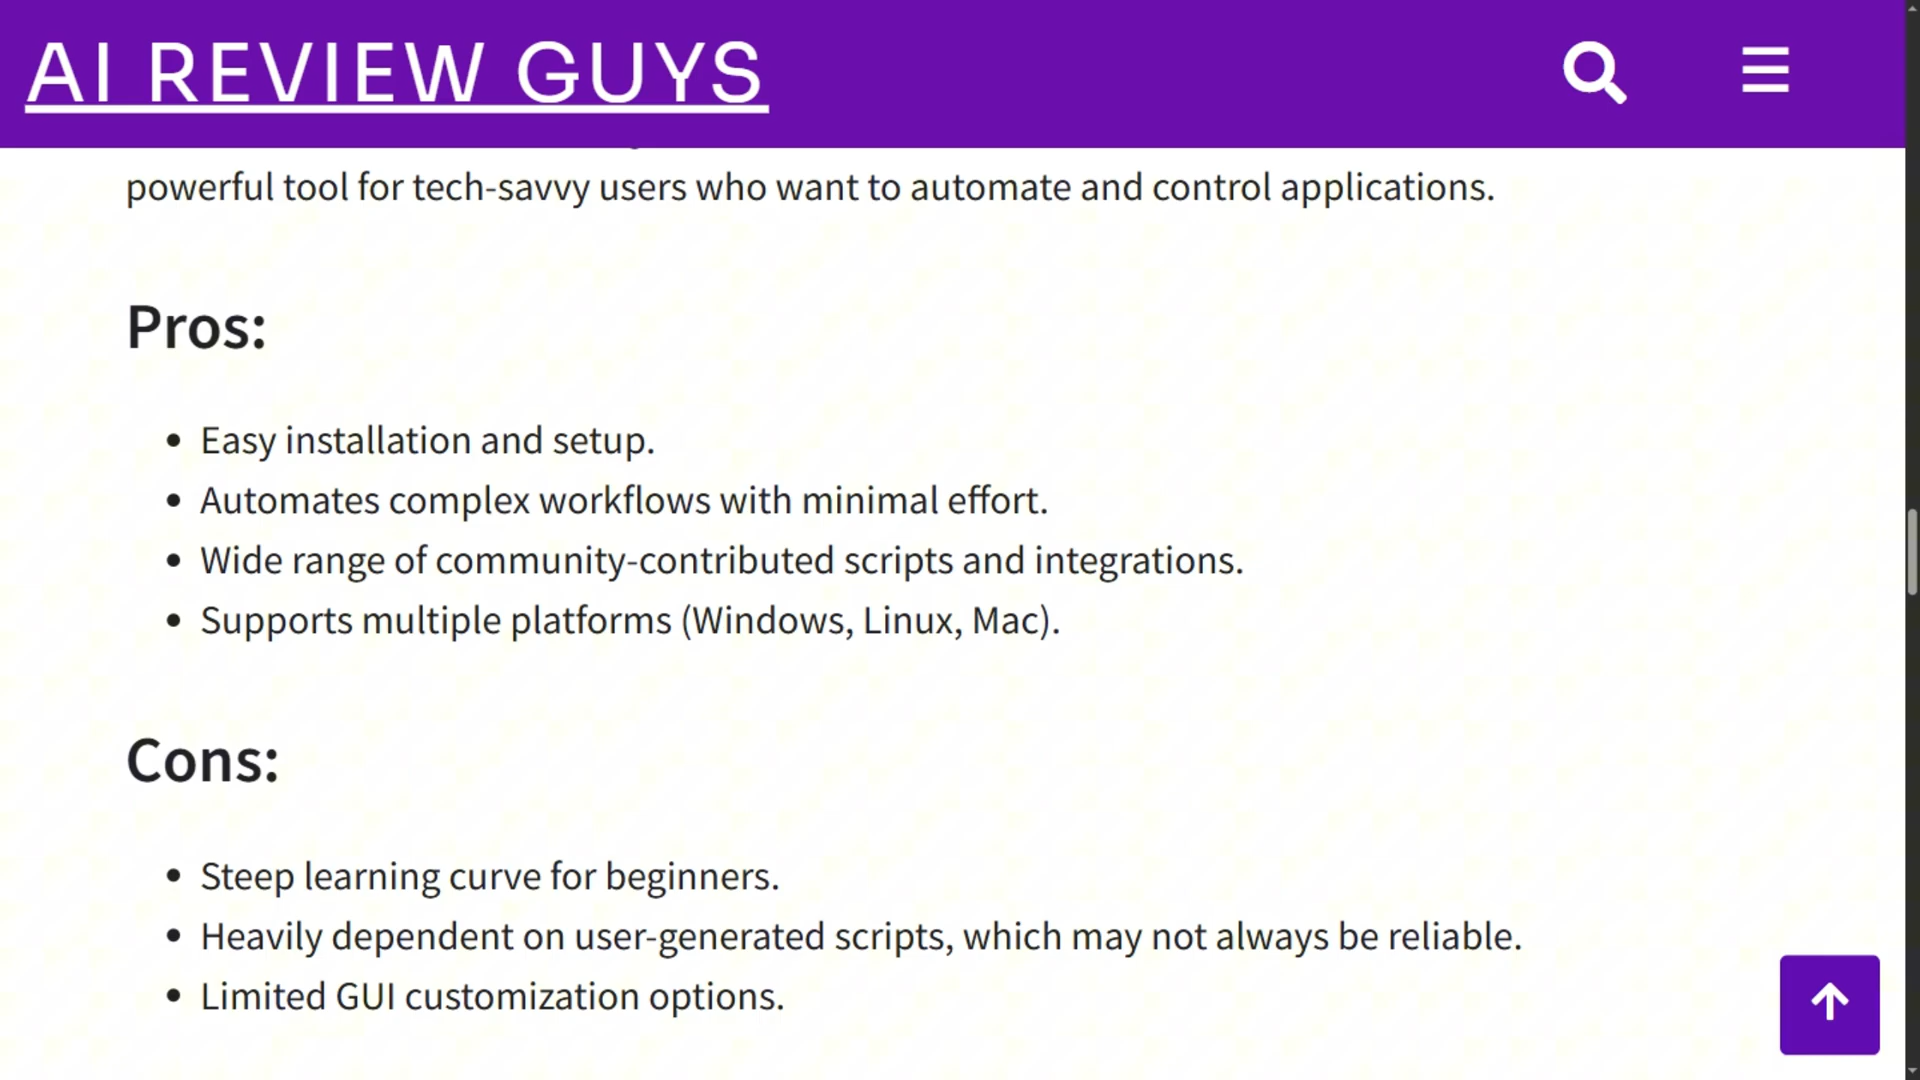 AI REVIEW GUYS
powerful tool for tech-savvy users who want to automate and control applications.
Pros:
• Easy installation and setup.
• Automates complex workflows with minimal effort.
• Wide range of community-contributed scripts and integrations.
• Supports multiple platforms (Windows, Linux, Mac).
Cons:
• Steep learning curve for beginners.
• Heavily dependent on user-generated scripts, which may not always be reliable.
• Limited GUI customization options.